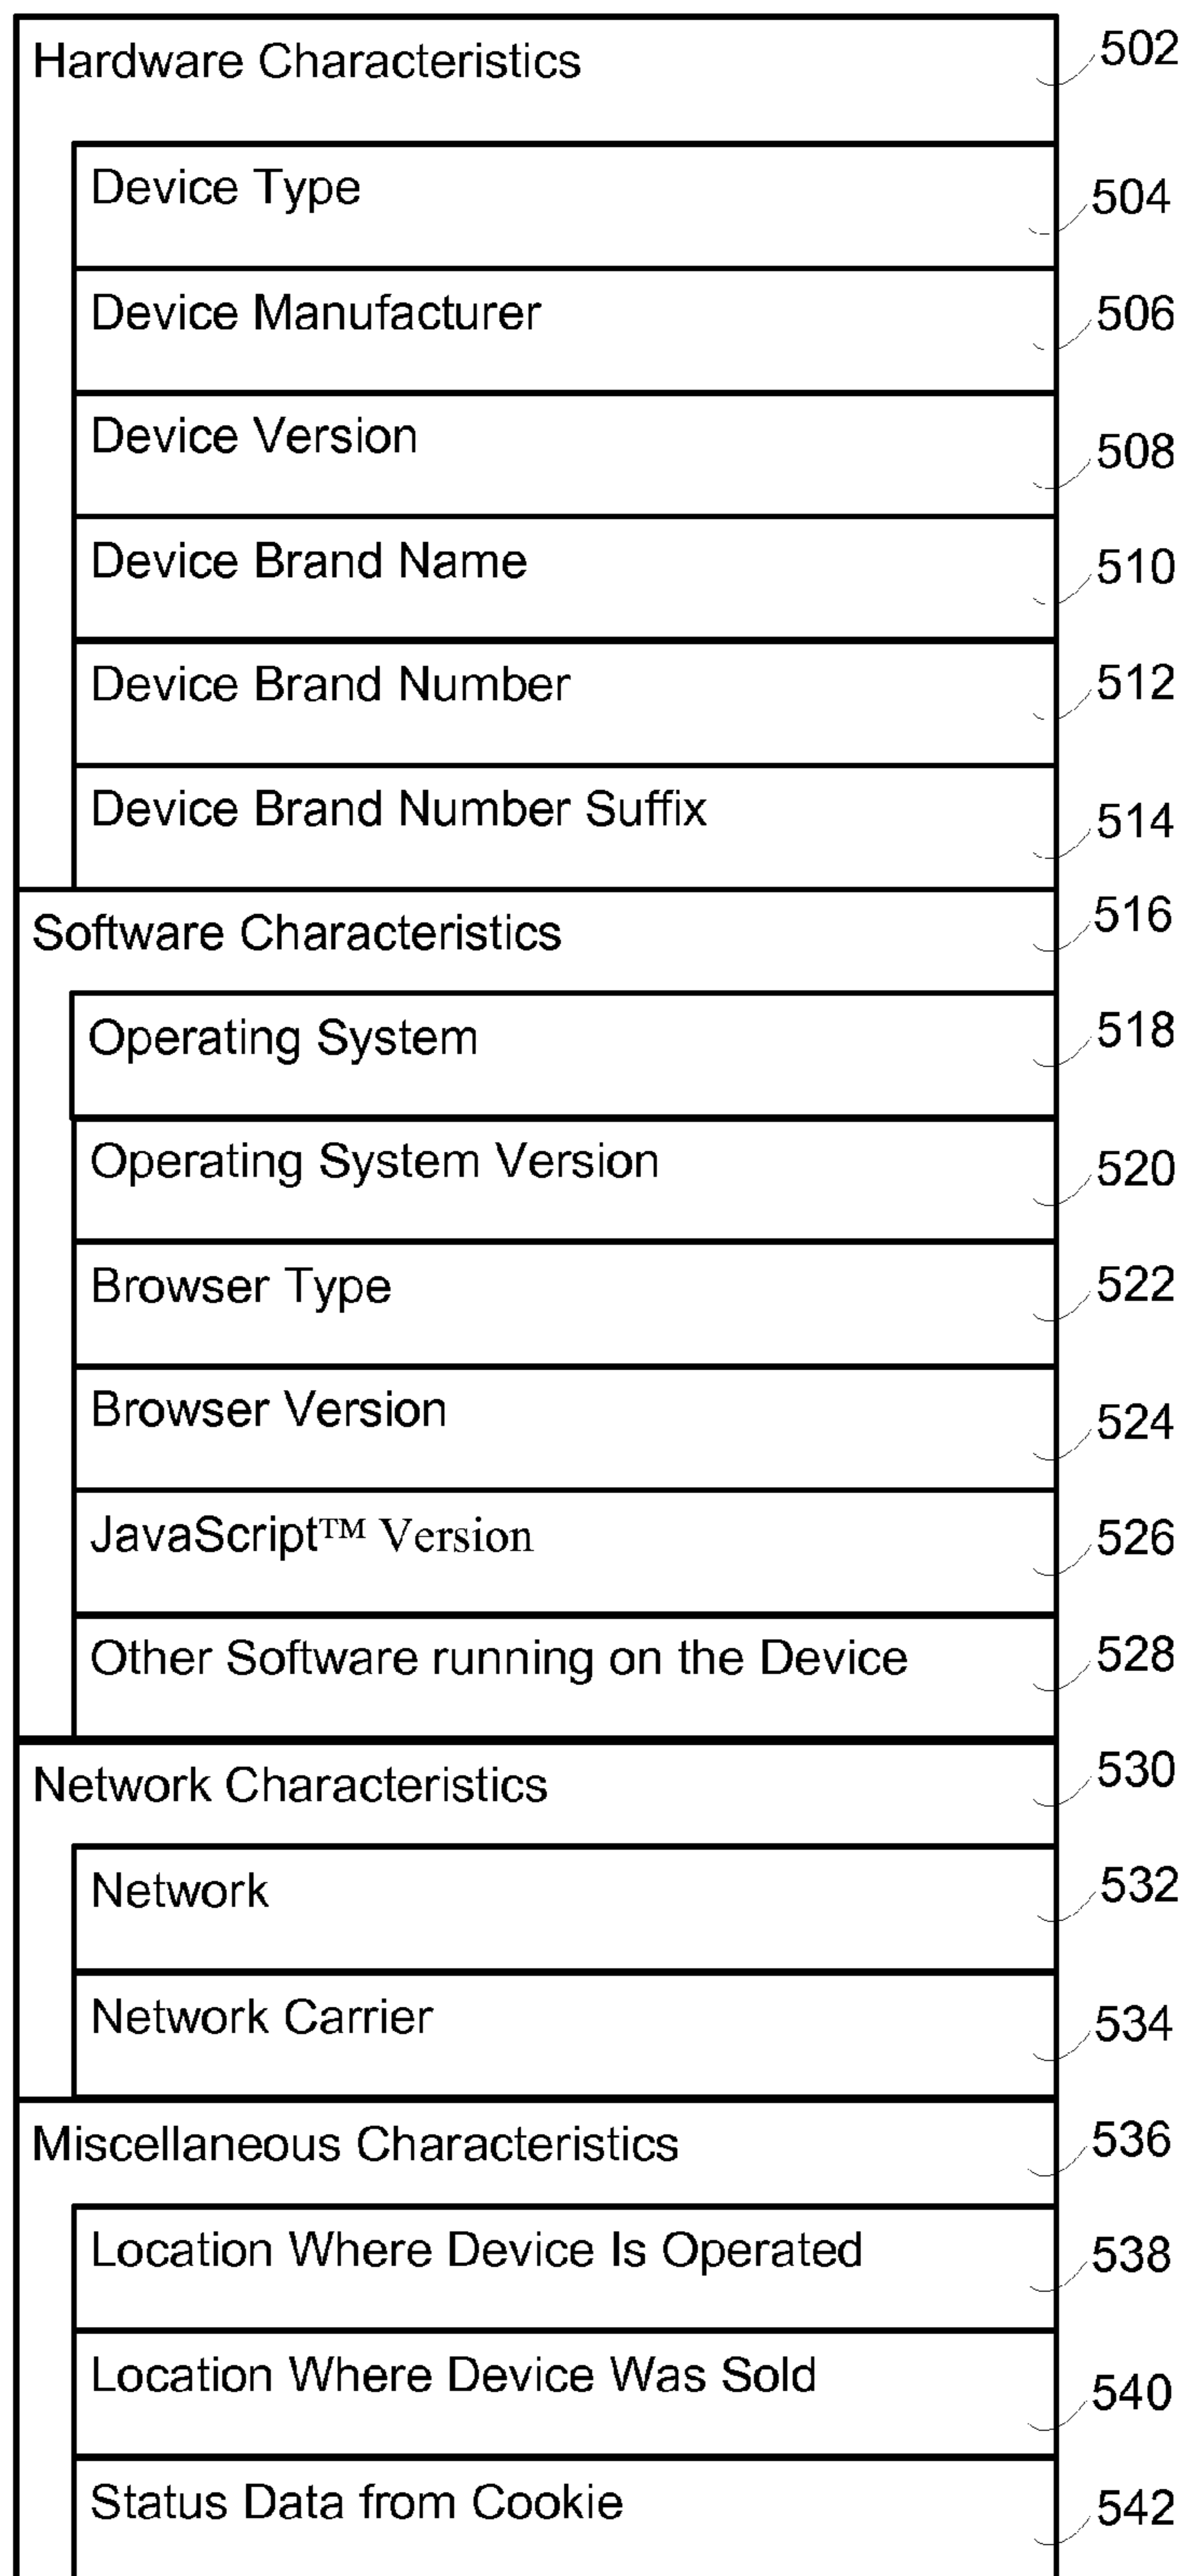 Hardware Characteristics 502
Device Type 504
Device Manufacturer 506
Device Version 508
Device Brand Name 510
Device Brand Number 512
Device Brand Number Suffix 514
Software Characteristics 516
Operating System 518
Operating System Version 520
Browser Type 522
Browser Version 524
JavaScript™ Version 526
Other Software running on the Device 528
Network Characteristics 530
Network 532
Network Carrier 534
Miscellaneous Characteristics 536
Location Where Device Is Operated 538
Location Where Device Was Sold 540
Status Data from Cookie 542